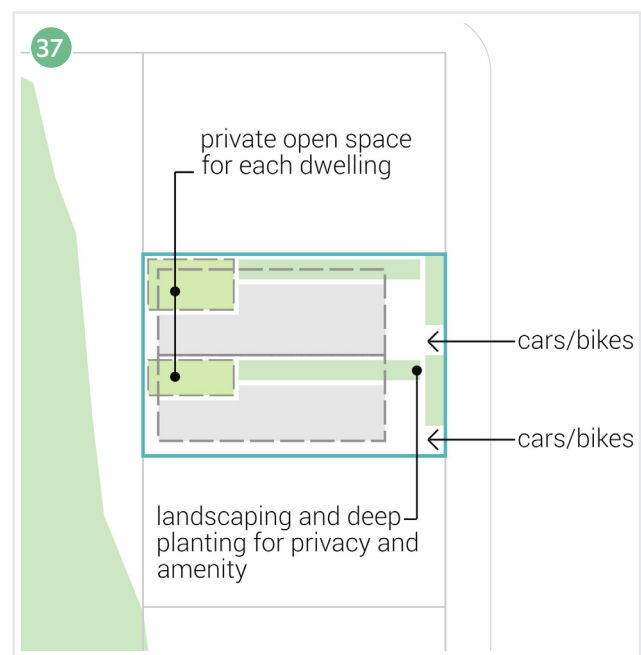 37
private open space
for each dwelling
cars/bikes
cars/bikes
landscaping and deep
planting for privacy and
amenity